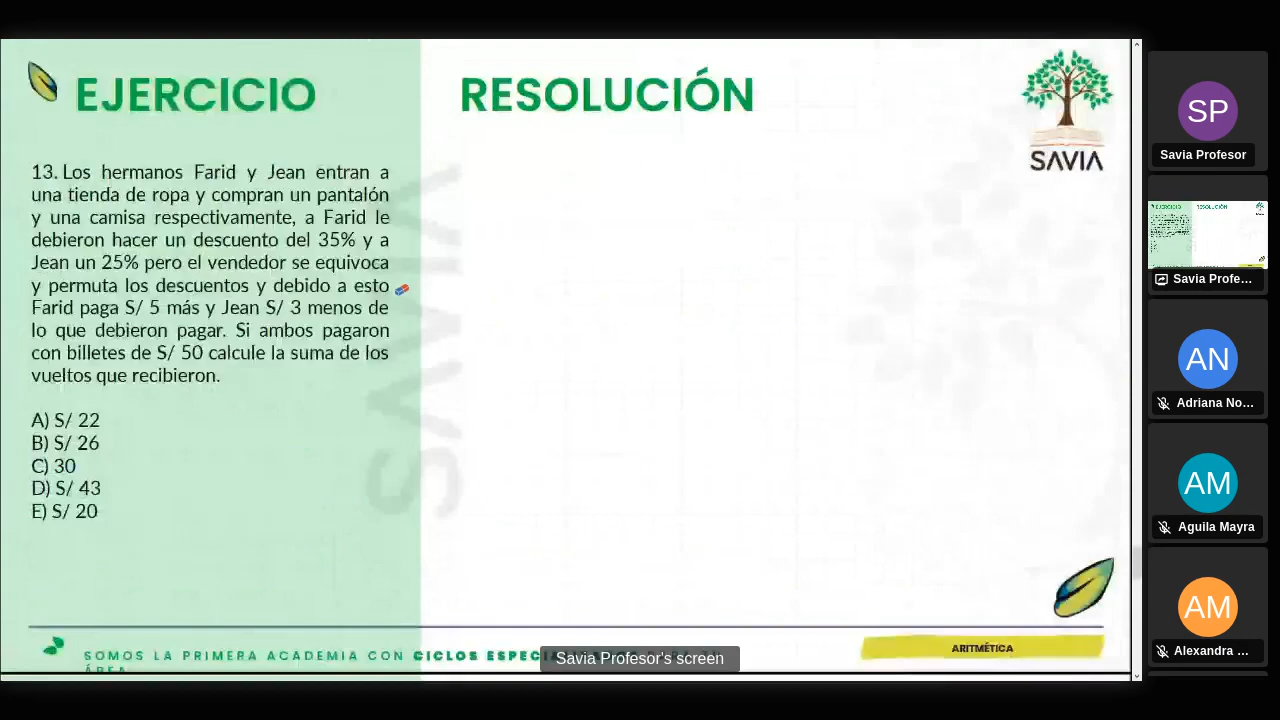 EJERCICIO
RESOLUCIÓN
SAVIA
13. Los hermanos Farid y Jean entran a
una tienda de ropa y compran un pantalón
y una camisa respectivamente, a Farid le
debieron hacer un descuento del 35% y a
Jean un 25% pero el vendedor se equivoca
y permuta los descuentos y debido a esto
Farid paga S/ 5 más y Jean S/ 3 menos de
lo que debieron pagar. Si ambos pagaron
con billetes de S/ 50 calcule la suma de los
vueltos que recibieron.
A) S/ 22
B) S/ 26
C) 30
D) S/ 43
E) S/ 20
SAVIA
SOMOS LA PRIMERA ACADEMIA CON CICLOS
ÁREA
ARITMÉTICA
Savia Profesor's screen
SP
Savia Profesor
EJERCICIO
RESOLUCIÓN
Savia Profe...
AN
Adriana No...
AM
Aguila Mayra
AM
Alexandra ...